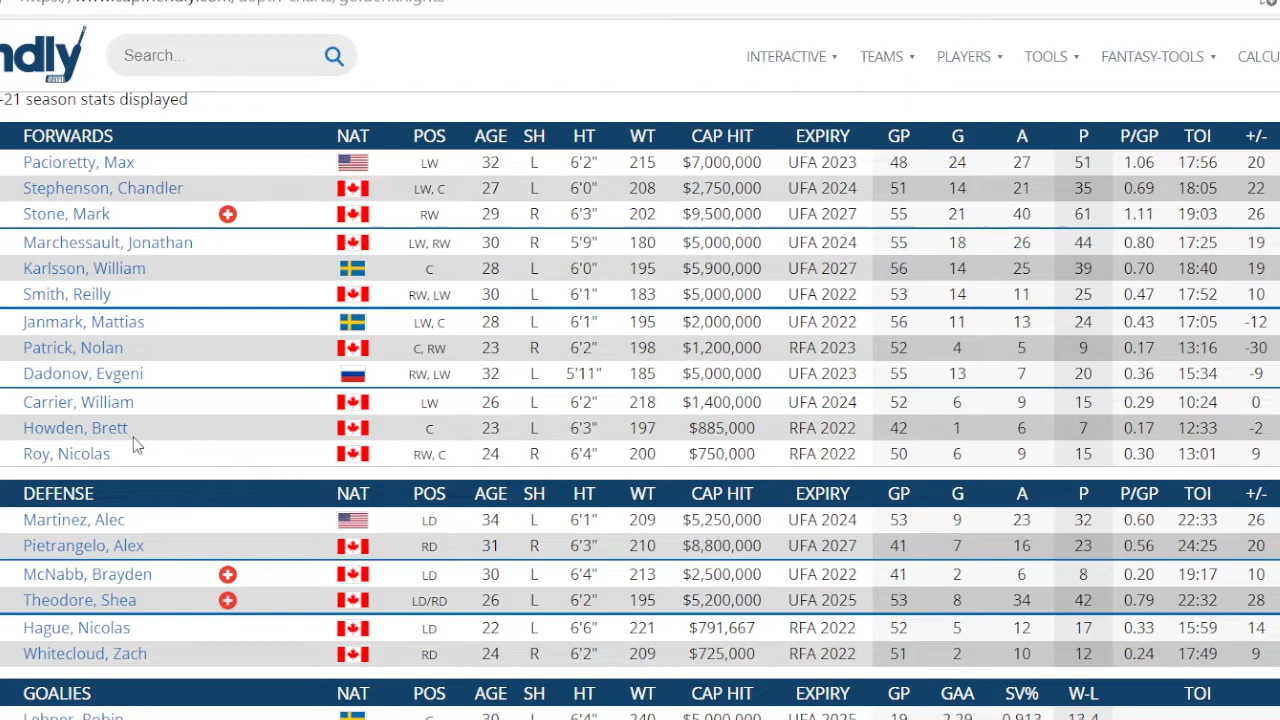 ndly
Search...
INTERACTIVE TEAMS PLAYERS TOOLS FANTASY-TOOLS CALCU
-21 season stats displayed
FORWARDS NAT POS AGE SH HT WT CAP HIT EXPIRY GP G A P P/GP TOI +/-
Pacioretty, Max LW 32 L 6'2" 215 $7,000,000 UFA 2023 48 24 27 51 1.06 17:56 20
Stephenson, Chandler LW, C 27 L 6'0" 208 $2,750,000 UFA 2024 51 14 21 35 0.69 18:05 22
Stone, Mark RW 29 R 6'3" 202 $9,500,000 UFA 2027 55 21 40 61 1.11 19:03 26
Marchessault, Jonathan LW, RW 30 R 5'9" 180 $5,000,000 UFA 2024 55 18 26 44 0.80 17:25 19
Karlsson, William C 28 L 6'0" 195 $5,900,000 UFA 2027 56 14 25 39 0.70 18:40 19
Smith, Reilly RW, LW 30 L 6'1" 183 $5,000,000 UFA 2022 53 14 11 25 0.47 17:52 10
Janmark, Mattias LW, C 28 L 6'1" 195 $2,000,000 UFA 2022 56 11 13 24 0.43 17:05 -12
Patrick, Nolan C, RW 23 R 6'2" 198 $1,200,000 RFA 2023 52 4 5 9 0.17 13:16 -30
Dadonov, Evgeni RW, LW 32 L 5'11" 185 $5,000,000 UFA 2023 55 13 7 20 0.36 15:34 -9
Carrier, William LW 26 L 6'2" 218 $1,400,000 UFA 2024 52 6 9 15 0.29 10:24 0
Howden, Brett C 23 L 6'3" 197 $885,000 RFA 2022 42 1 6 7 0.17 12:33 -2
Roy, Nicolas RW, C 24 R 6'4" 200 $750,000 RFA 2022 50 6 9 15 0.30 13:01 9
DEFENSE NAT POS AGE SH HT WT CAP HIT EXPIRY GP G A P P/GP TOI +/-
Martinez, Alec LD 34 L 6'1" 209 $5,250,000 UFA 2024 53 9 23 32 0.60 22:33 26
Pietrangelo, Alex RD 31 R 6'3" 210 $8,800,000 UFA 2027 41 7 16 23 0.56 24:25 20
McNabb, Brayden LD 30 L 6'4" 213 $2,500,000 UFA 2022 41 2 6 8 0.20 19:17 10
Theodore, Shea LD/RD 26 L 6'2" 195 $5,200,000 UFA 2025 53 8 34 42 0.79 22:32 28
Hague, Nicolas LD 22 L 6'6" 221 $791,667 RFA 2022 52 5 12 17 0.33 15:59 14
Whitecloud, Zach RD 24 R 6'2" 209 $725,000 RFA 2022 51 2 10 12 0.24 17:49 9
GOALIES NAT POS AGE SH HT WT CAP HIT EXPIRY GP GAA SV% W-L TOI
Lehner, Robin 30 L 6'4" 240 $5,000,000 UFA 2025 19 2.29 0.913 13-4